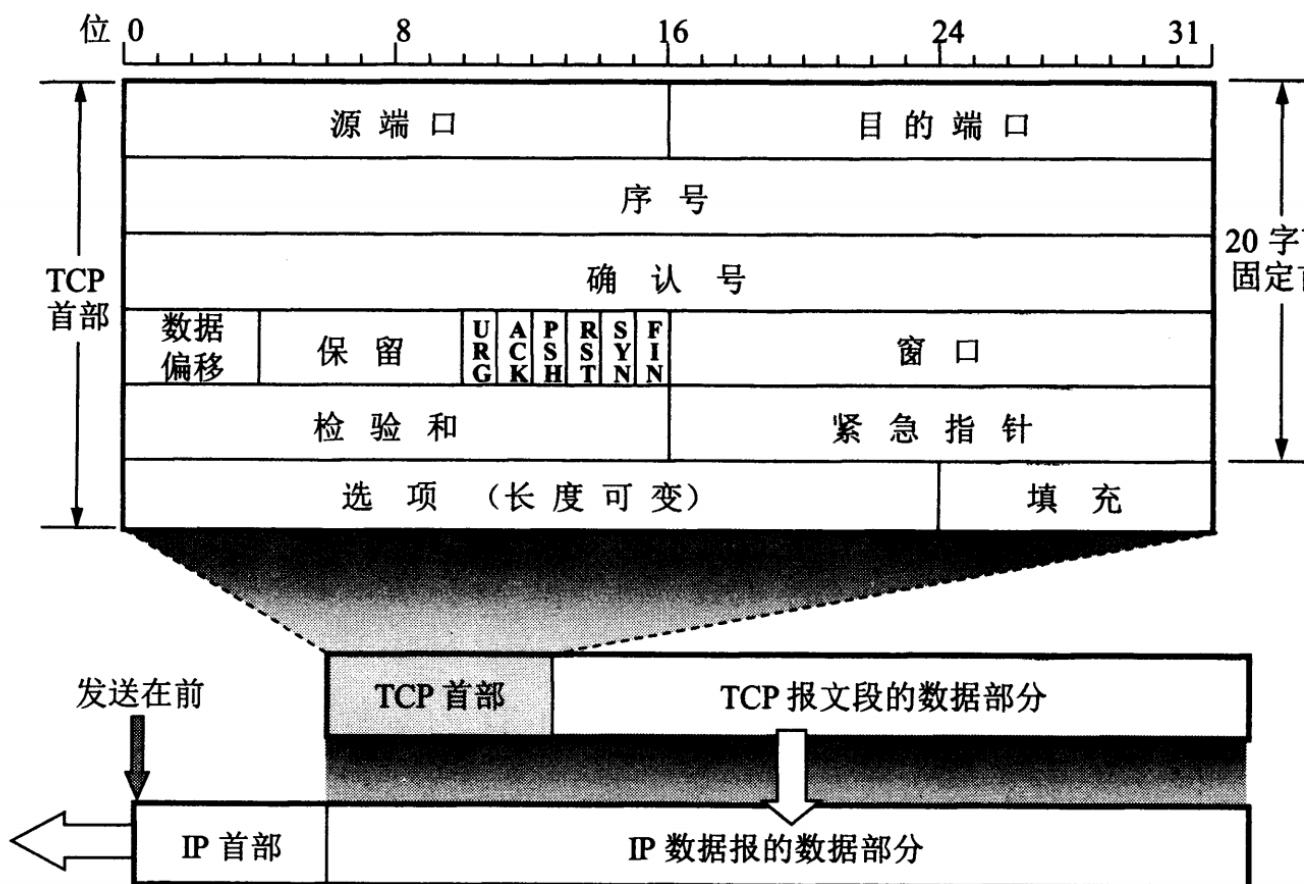 位 0 8 16 24 31
源端口 目的端口
序号
确认号
TCP
首部
20 字
固定
数据
偏移
保留
URG
ACK
PSH
RST
SYN
FIN
窗口
检验和 紧急指针
选项 (长度可变) 填充
发送在前
TCP 首部 TCP 报文段的数据部分
IP 首部 IP 数据报的数据部分